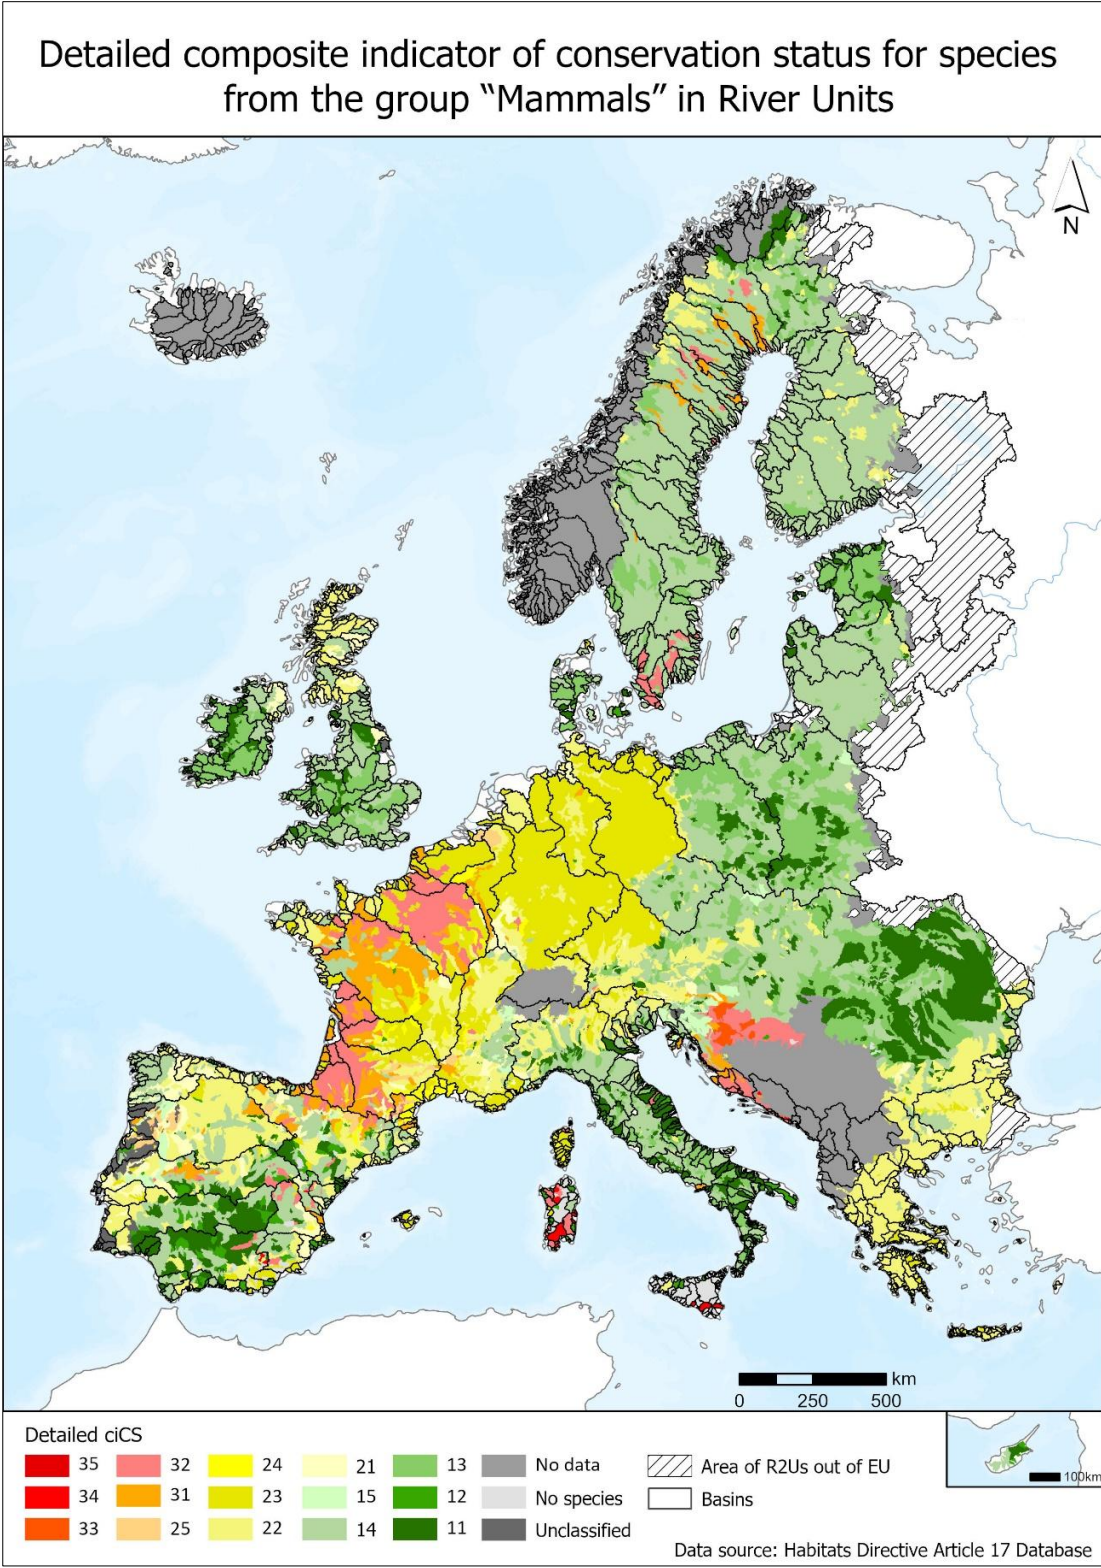 Detailed composite indicator of conservation status for species
from the group “Mammals” in River Units
N
km
0 250 500
Detailed ciCS
35 32 24 21 13 No data Area of R2Us out of EU
34 31 23 15 12 No species Basins
33 25 22 14 11 Unclassified
100km
Data source: Habitats Directive Article 17 Database